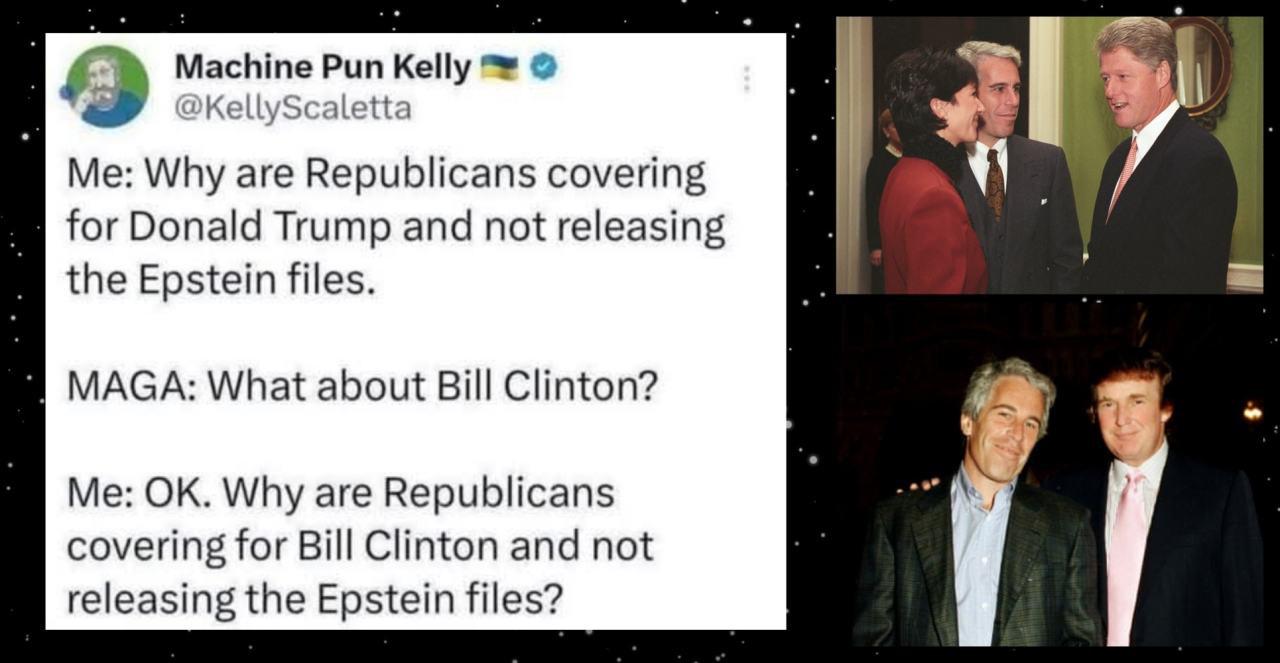 Machine Pun Kelly 🇺🇦
@KellyScaletta
Me: Why are Republicans covering
for Donald Trump and not releasing
the Epstein files.
MAGA: What about Bill Clinton?
Me: OK. Why are Republicans
covering for Bill Clinton and not
releasing the Epstein files?